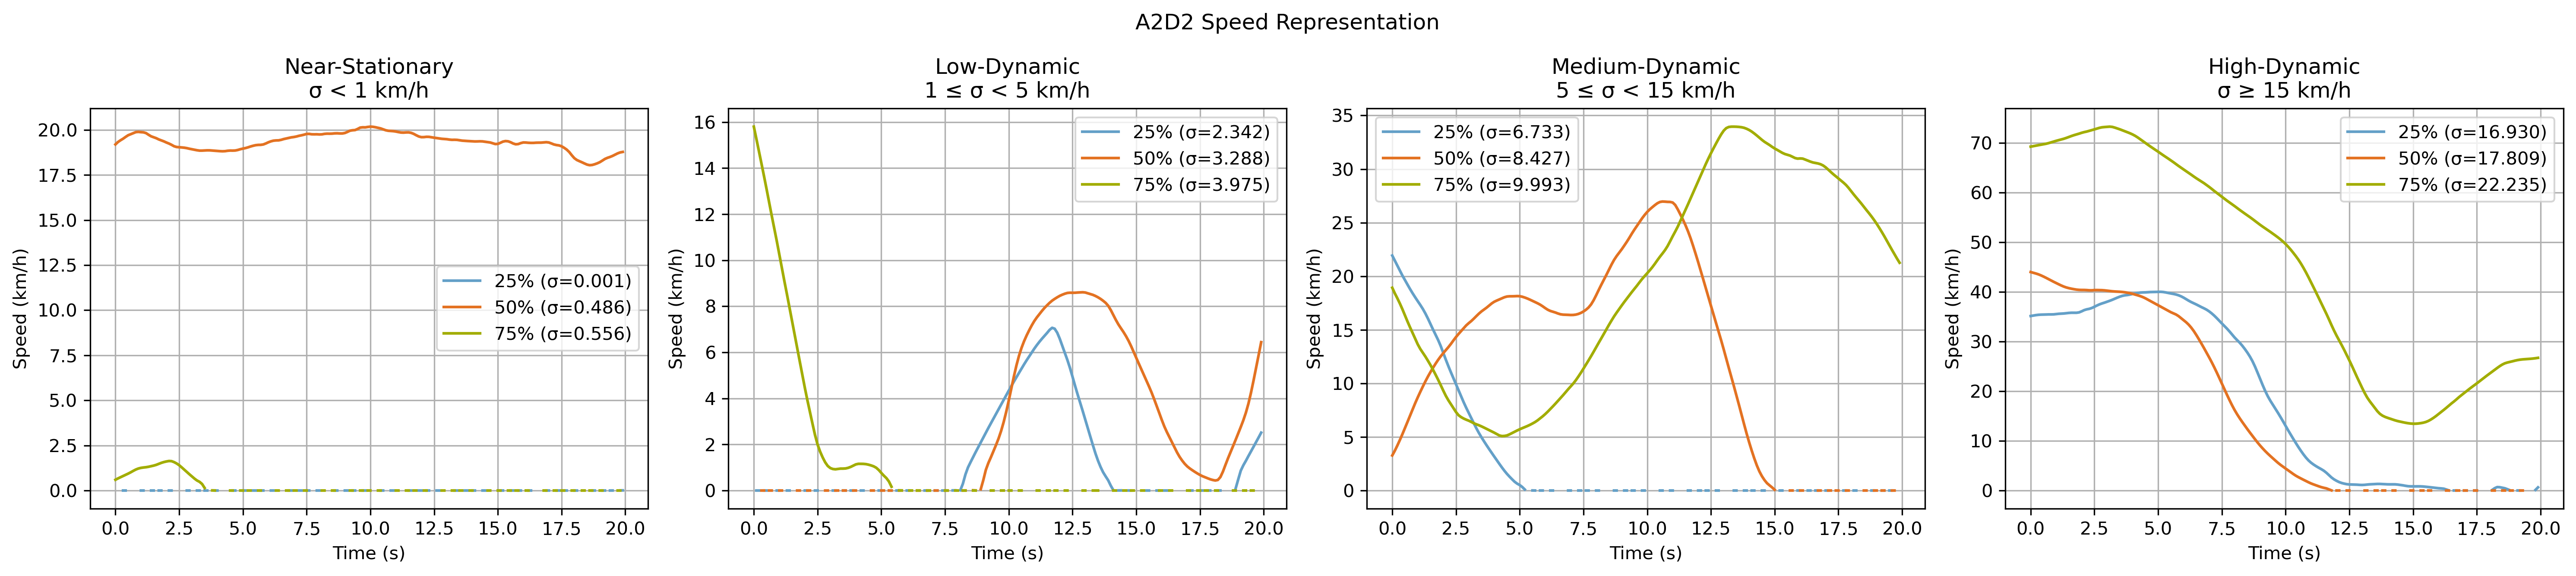 A2D2 Speed Representation
Near-Stationary
σ < 1 km/h
Speed (km/h)
20.0
17.5
15.0
12.5
10.0
7.5
5.0
2.5
0.0
25% (σ=0.001)
50% (σ=0.486)
75% (σ=0.556)
0.0 2.5 5.0 7.5 10.0 12.5 15.0 17.5 20.0
Time (s)
Low-Dynamic
1 ≤ σ < 5 km/h
Speed (km/h)
16
14
12
10
8
6
4
2
0
25% (σ=2.342)
50% (σ=3.288)
75% (σ=3.975)
0.0 2.5 5.0 7.5 10.0 12.5 15.0 17.5 20.0
Time (s)
Medium-Dynamic
5 ≤ σ < 15 km/h
Speed (km/h)
35
30
25
20
15
10
5
0
25% (σ=6.733)
50% (σ=8.427)
75% (σ=9.993)
0.0 2.5 5.0 7.5 10.0 12.5 15.0 17.5 20.0
Time (s)
High-Dynamic
σ ≥ 15 km/h
Speed (km/h)
70
60
50
40
30
20
10
0
25% (σ=16.930)
50% (σ=17.809)
75% (σ=22.235)
0.0 2.5 5.0 7.5 10.0 12.5 15.0 17.5 20.0
Time (s)